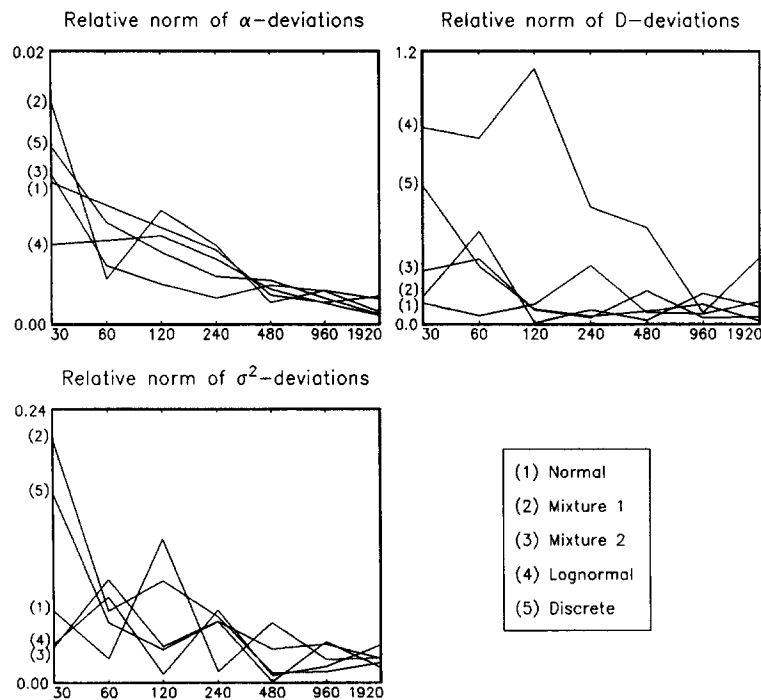 Relative norm of α-deviations
0.02
(2)
(5)
(3)
(1)
(4)
0.00
30 60 120 240 480 960 1920
Relative norm of D-deviations
1.2
(4)
(5)
(3)
(2)
(1)
0.0
30 60 120 240 480 960 1920
Relative norm of σ²-deviations
0.24
(2)
(5)
(1)
(4)
(3)
0.00
30 60 120 240 480 960 1920
(1) Normal
(2) Mixture 1
(3) Mixture 2
(4) Lognormal
(5) Discrete